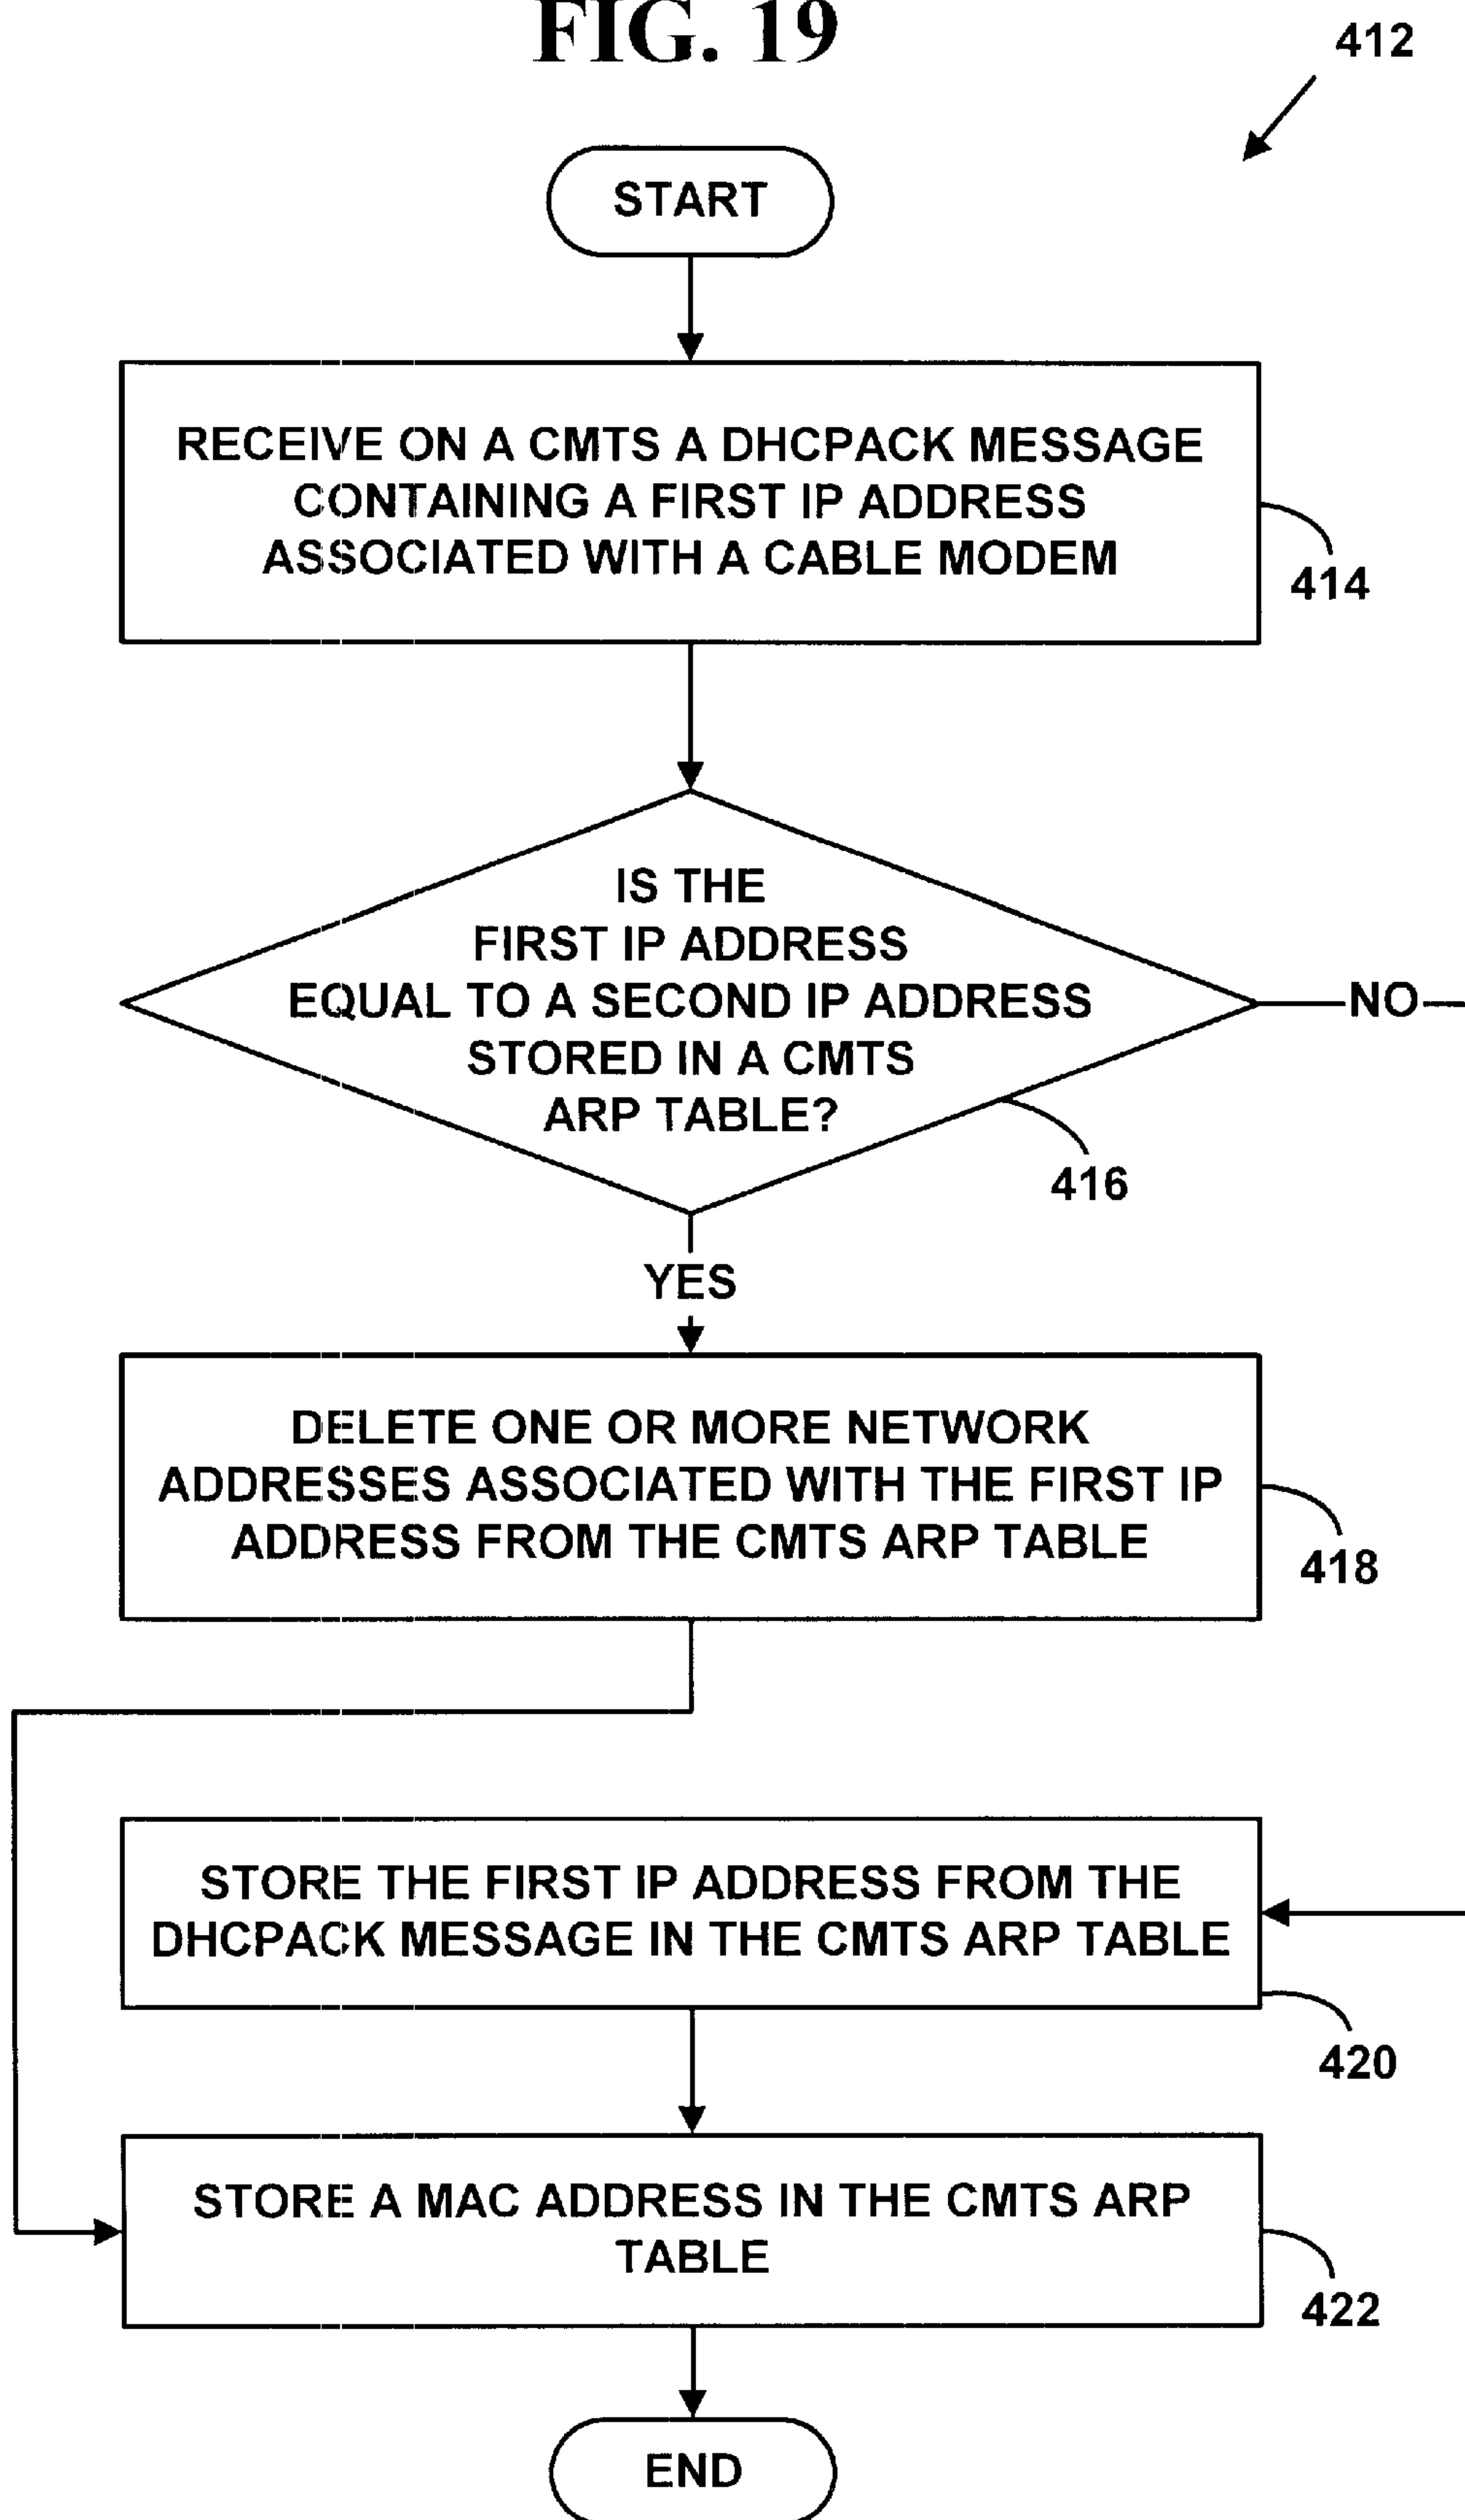 FIG. 19
412
START
RECEIVE ON A CMTS A DHCPACK MESSAGE
CONTAINING A FIRST IP ADDRESS
ASSOCIATED WITH A CABLE MODEM
414
IS THE
FIRST IP ADDRESS
EQUAL TO A SECOND IP ADDRESS
STORED IN A CMTS
ARP TABLE?
NO
416
YES
DELETE ONE OR MORE NETWORK
ADDRESSES ASSOCIATED WITH THE FIRST IP
ADDRESS FROM THE CMTS ARP TABLE
418
STORE THE FIRST IP ADDRESS FROM THE
DHCPACK MESSAGE IN THE CMTS ARP TABLE
420
STORE A MAC ADDRESS IN THE CMTS ARP
TABLE
422
END